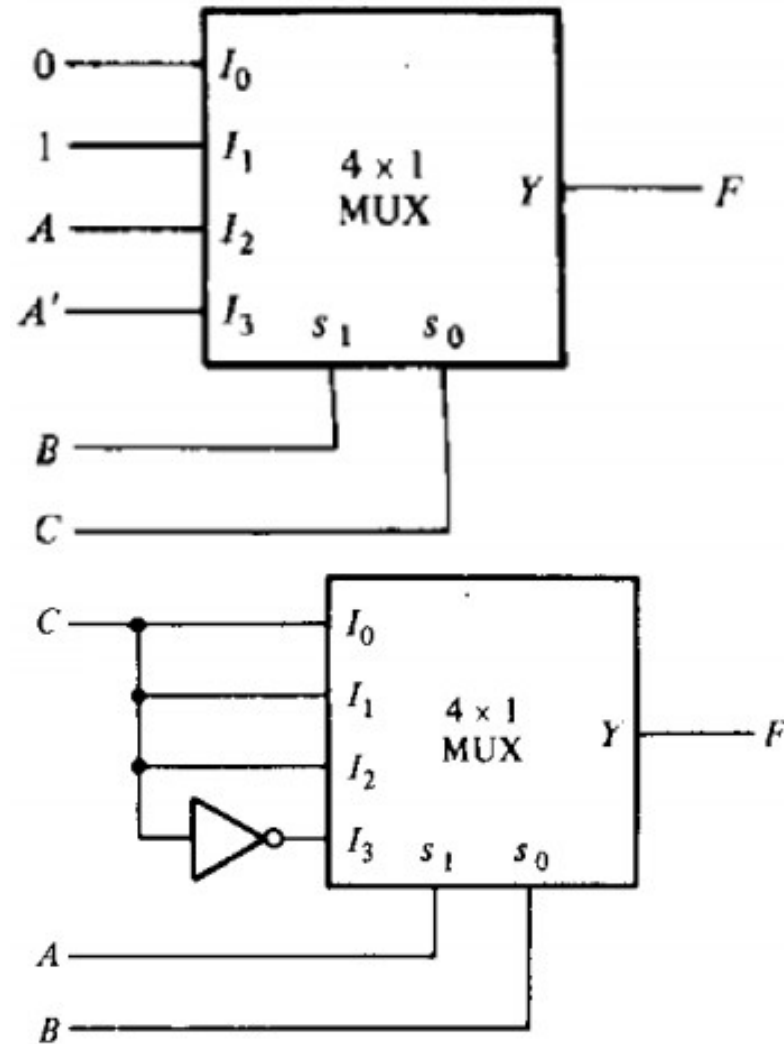 0 I₀
1 I₁
4 × 1
MUX
Y F
A I₂
A' I₃
s₁ s₀
B
C
C I₀
I₁
4 × 1
MUX
Y F
I₂
I₃ s₁ s₀
A
B